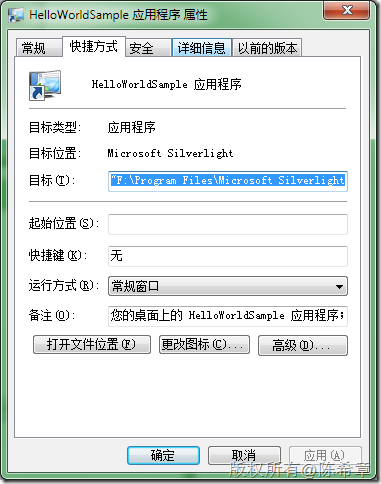 HelloWorldSample 应用程序 属性
常规 快捷方式 安全 详细信息 以前的版本
HelloWorldSample 应用程序
目标类型: 应用程序
目标位置: Microsoft Silverlight
目标(T): "F:\Program Files\Microsoft Silverlight
起始位置(S):
快捷键(K): 无
运行方式(R): 常规窗口
备注(O): 您的桌面上的 HelloWorldSample 应用程序;
打开文件位置(F) 更改图标(C)... 高级(D)...
确定 取消 应用(A)
版权所有@陈希章